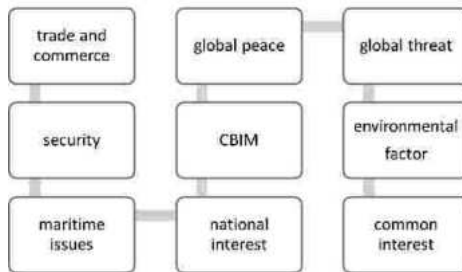 trade and
commerce
global peace
global threat
security
CBIM
environmental
factor
maritime
issues
national
interest
common
interest